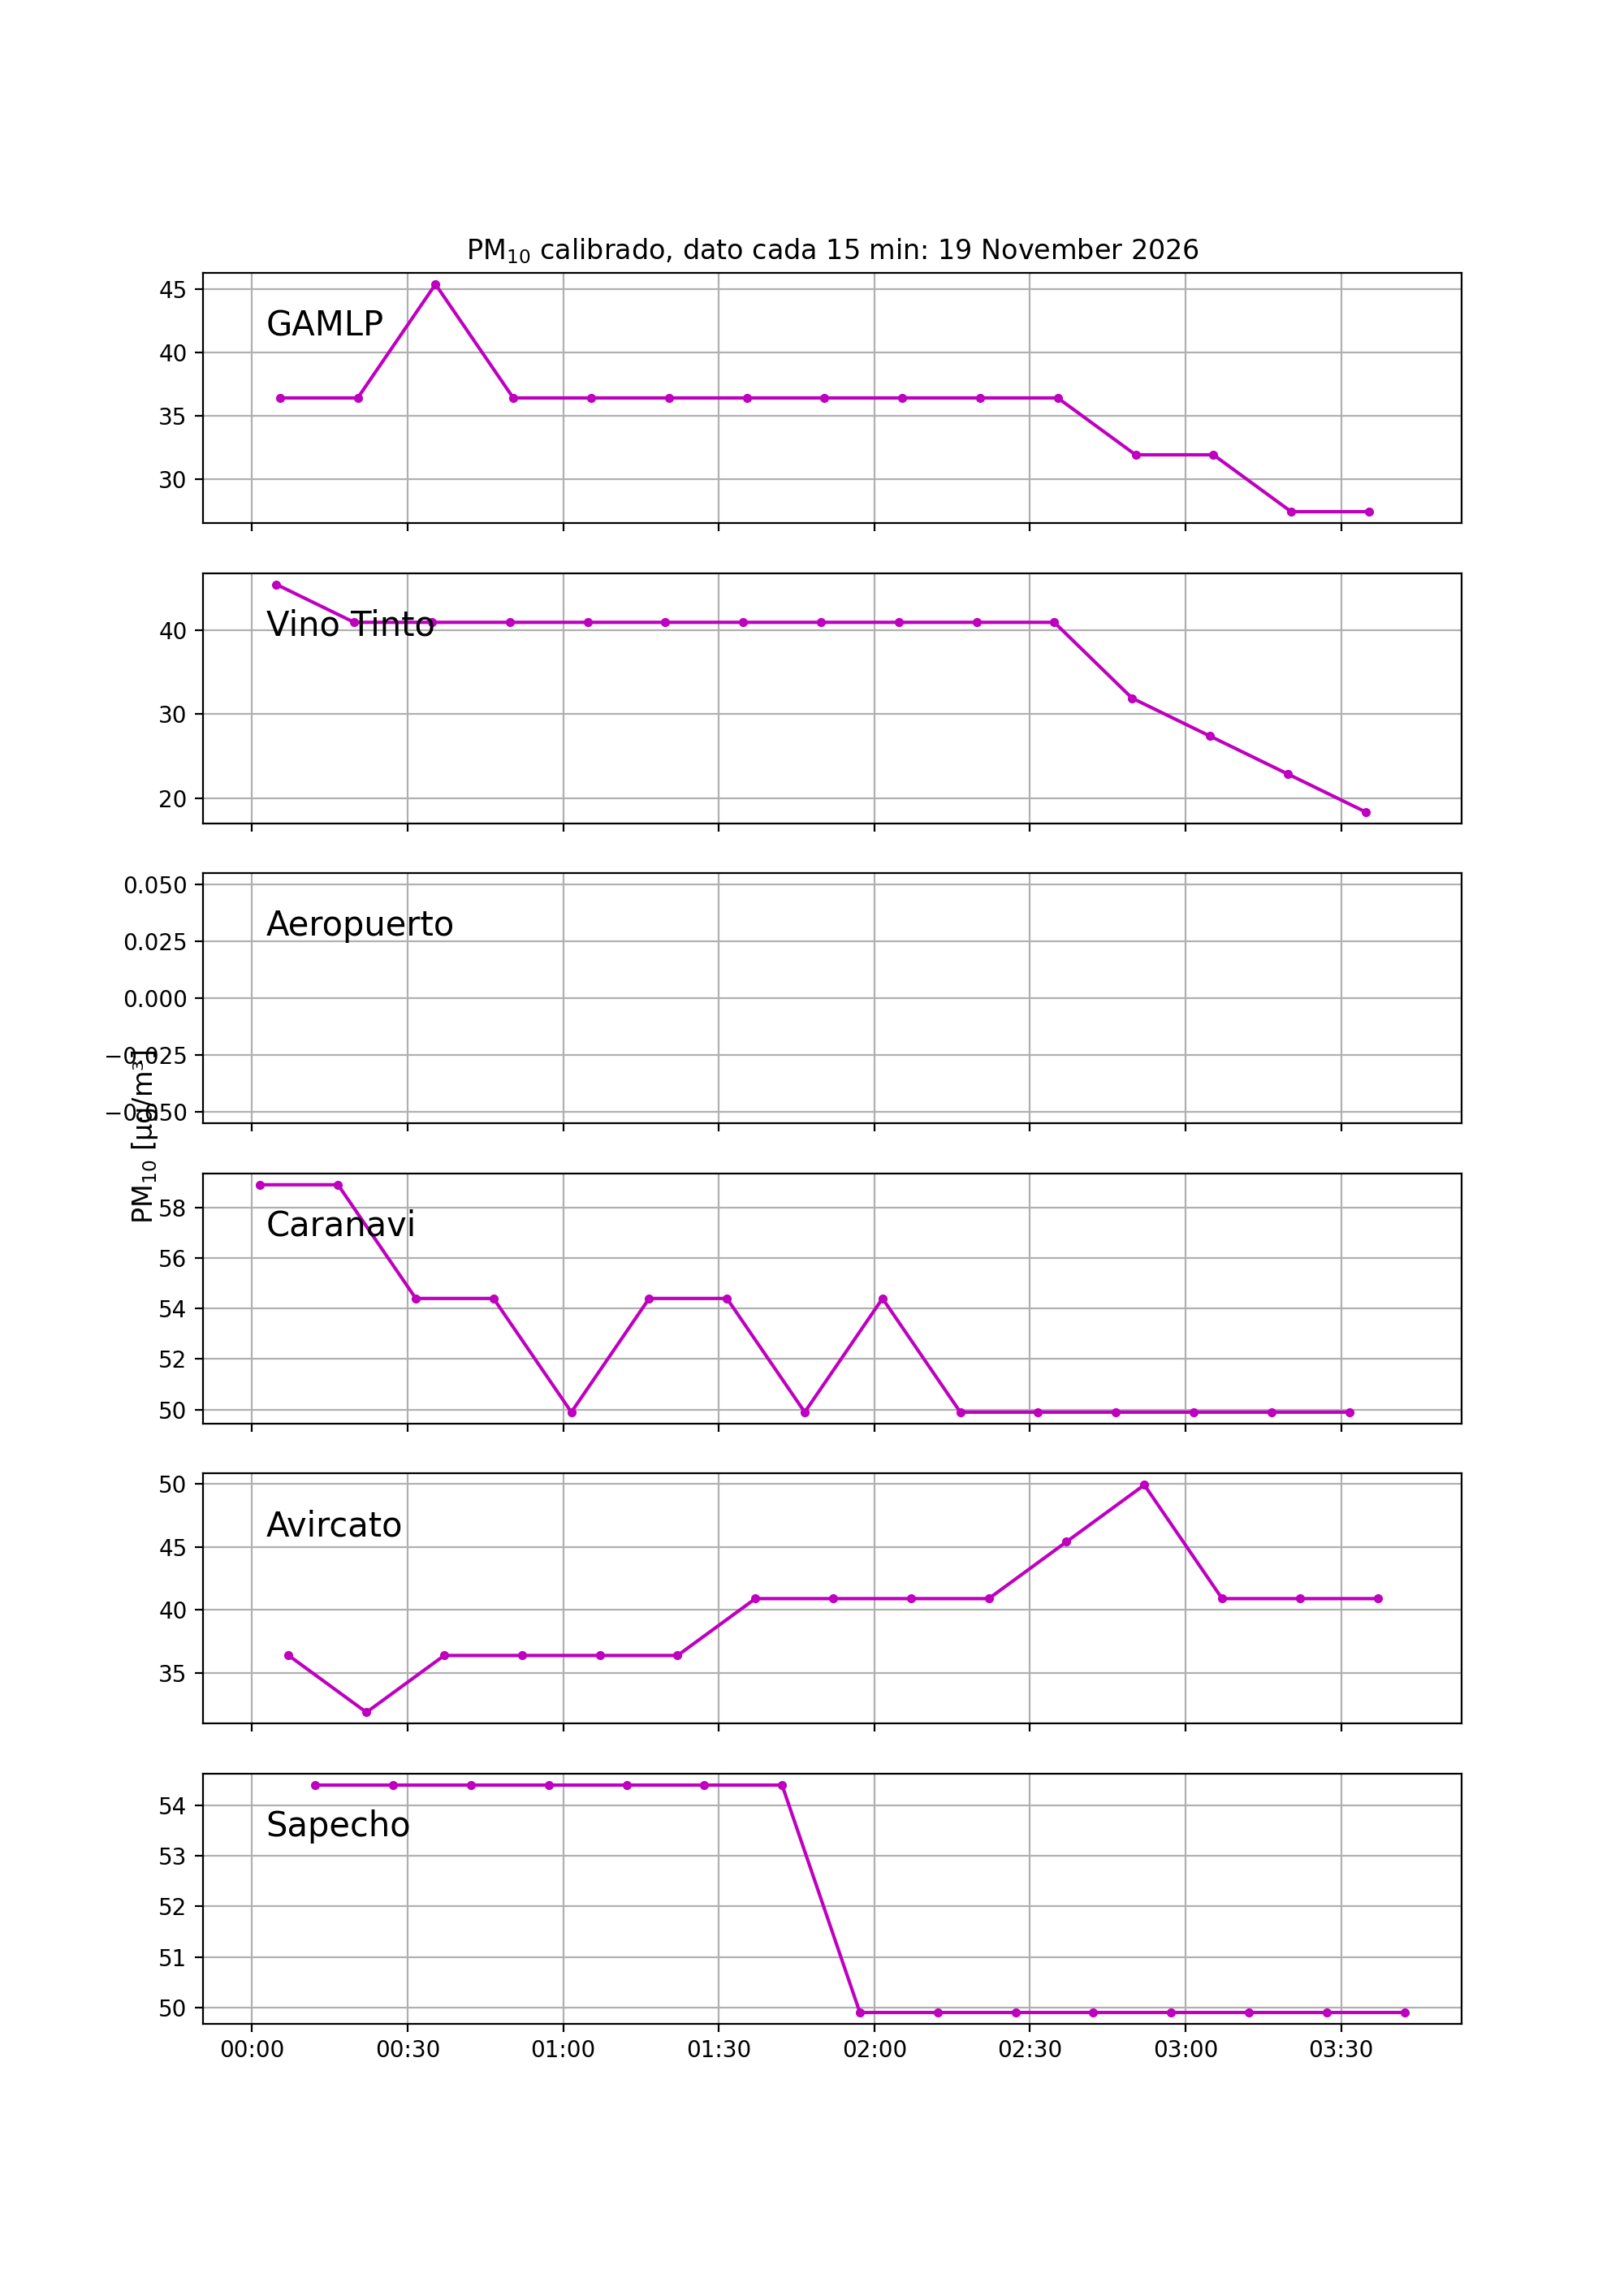 PM₁₀ calibrado, dato cada 15 min: 19 November 2026
45
GAMLP
40
35
30
Vino Tinto
40
30
20
0.050
Aeropuerto
0.025
0.000
−0.025
−0.050
PM₁₀ [µg/m³]
58
Caranavi
56
54
52
50
50
Avircato
45
40
35
54
Sapecho
53
52
51
50
00:00 00:30 01:00 01:30 02:00 02:30 03:00 03:30